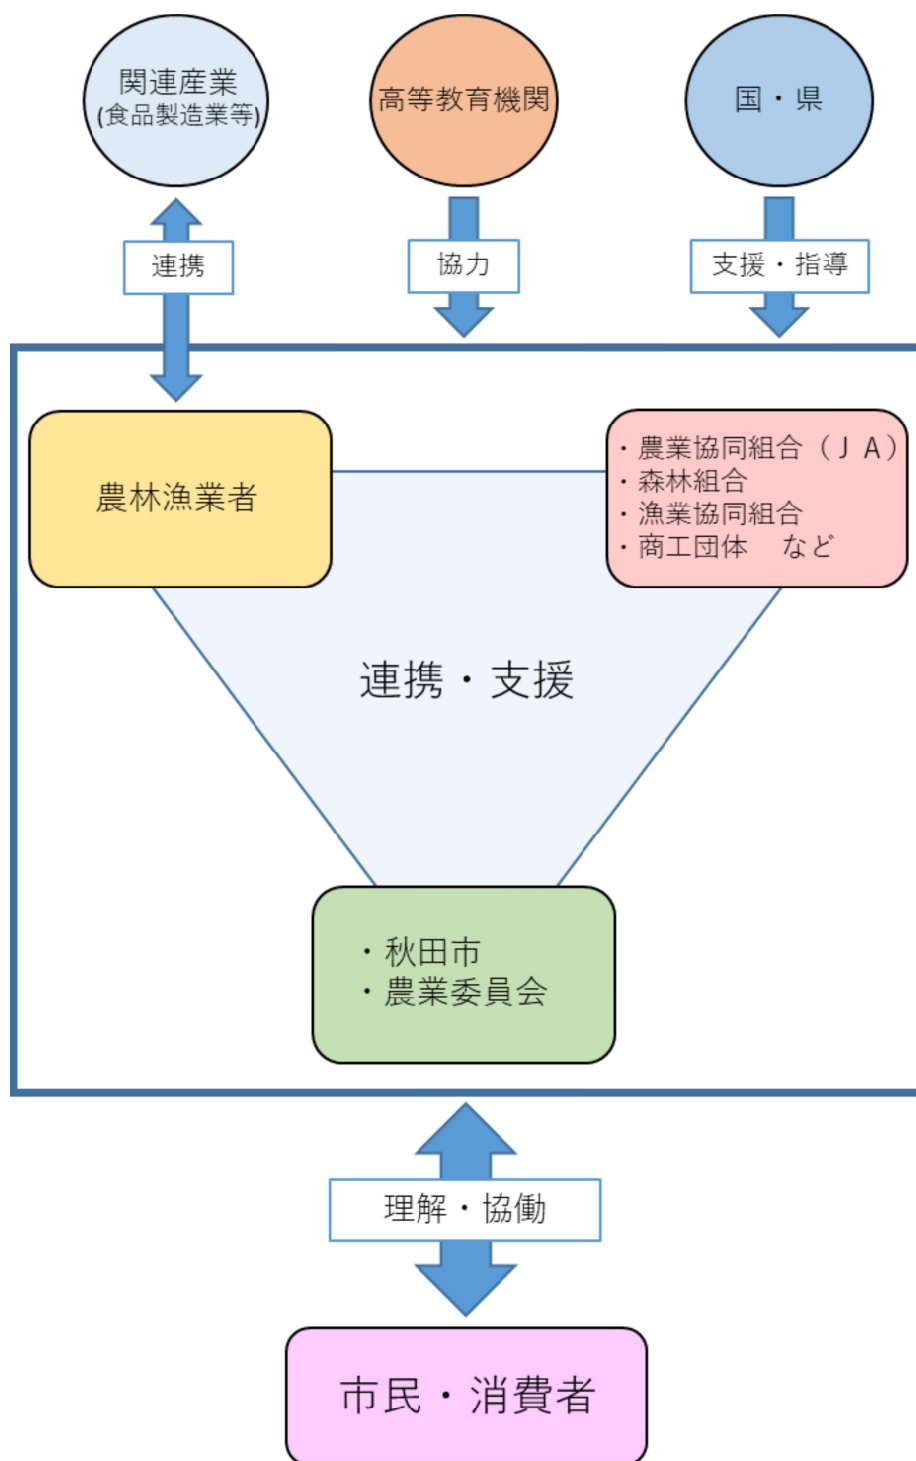 関連産業
(食品製造業等)
高等教育機関
国・県
連携
協力
支援・指導
農林漁業者
・農業協同組合（ＪＡ）
・森林組合
・漁業協同組合
・商工団体　など
連携・支援
・秋田市
・農業委員会
理解・協働
市民・消費者